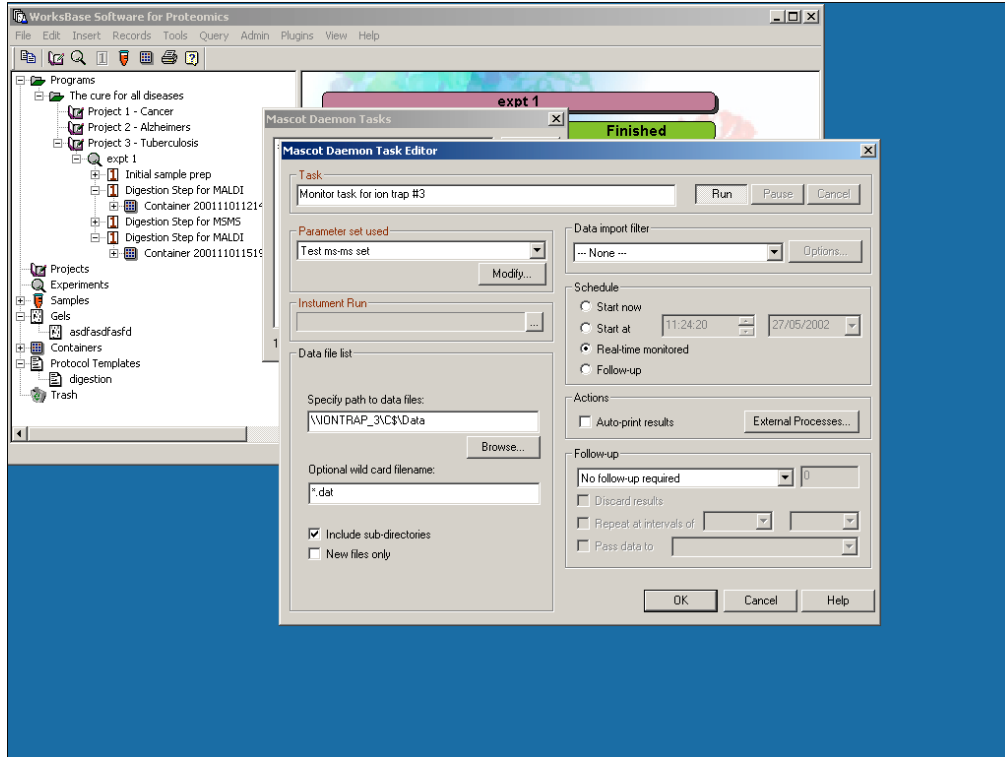 WorksBase Software for Proteomics
File Edit Insert Records Tools Query Admin Plugins View Help
Programs
The cure for all diseases
Project 1 - Cancer
Project 2 - Alzheimers
Project 3 - Tuberculosis
expt 1
Initial sample prep
Digestion Step for MALDI
Container 200111011214
Digestion Step for MSMS
Digestion Step for MALDI
Container 200111011519
Projects
Experiments
Samples
Gels
asdfasdfasfd
Containers
Protocol Templates
digestion
Trash
expt 1
Finished
Mascot Daemon Tasks
1
Mascot Daemon Task Editor
Task
Monitor task for ion trap #3
Run Pause Cancel
Parameter set used
Test ms-ms set
Modify...
Instument Run
...
Data file list
Specify path to data files:
\\IONTRAP_3\C$\Data
Browse...
Optional wild card filename:
*.dat
Include sub-directories
New files only
Data import filter
--- None ---
Options...
Schedule
Start now
Start at 11:24:20 27/05/2002
Real-time monitored
Follow-up
Actions
Auto-print results External Processes...
Follow-up
No follow-up required 0
Discard results
Repeat at intervals of
Pass data to
OK Cancel Help